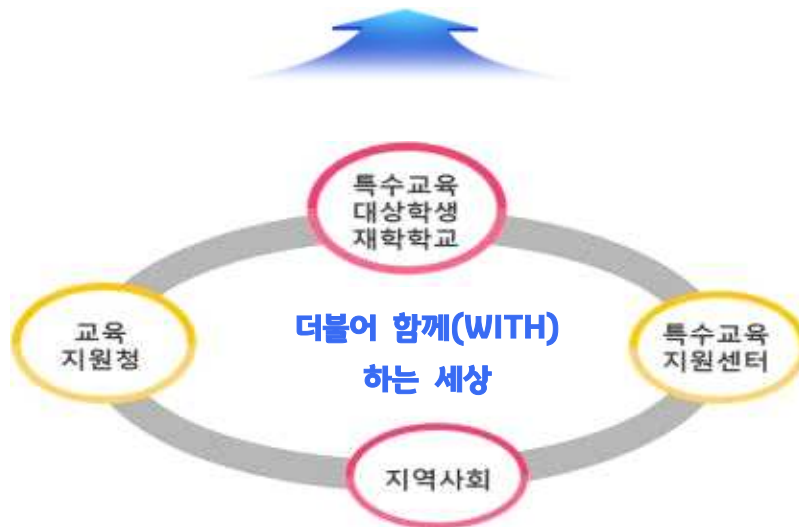 특수교육
대상학생
재학학교
교육
지원청
더불어 함께(WITH)
하는 세상
특수교육
지원센터
지역사회